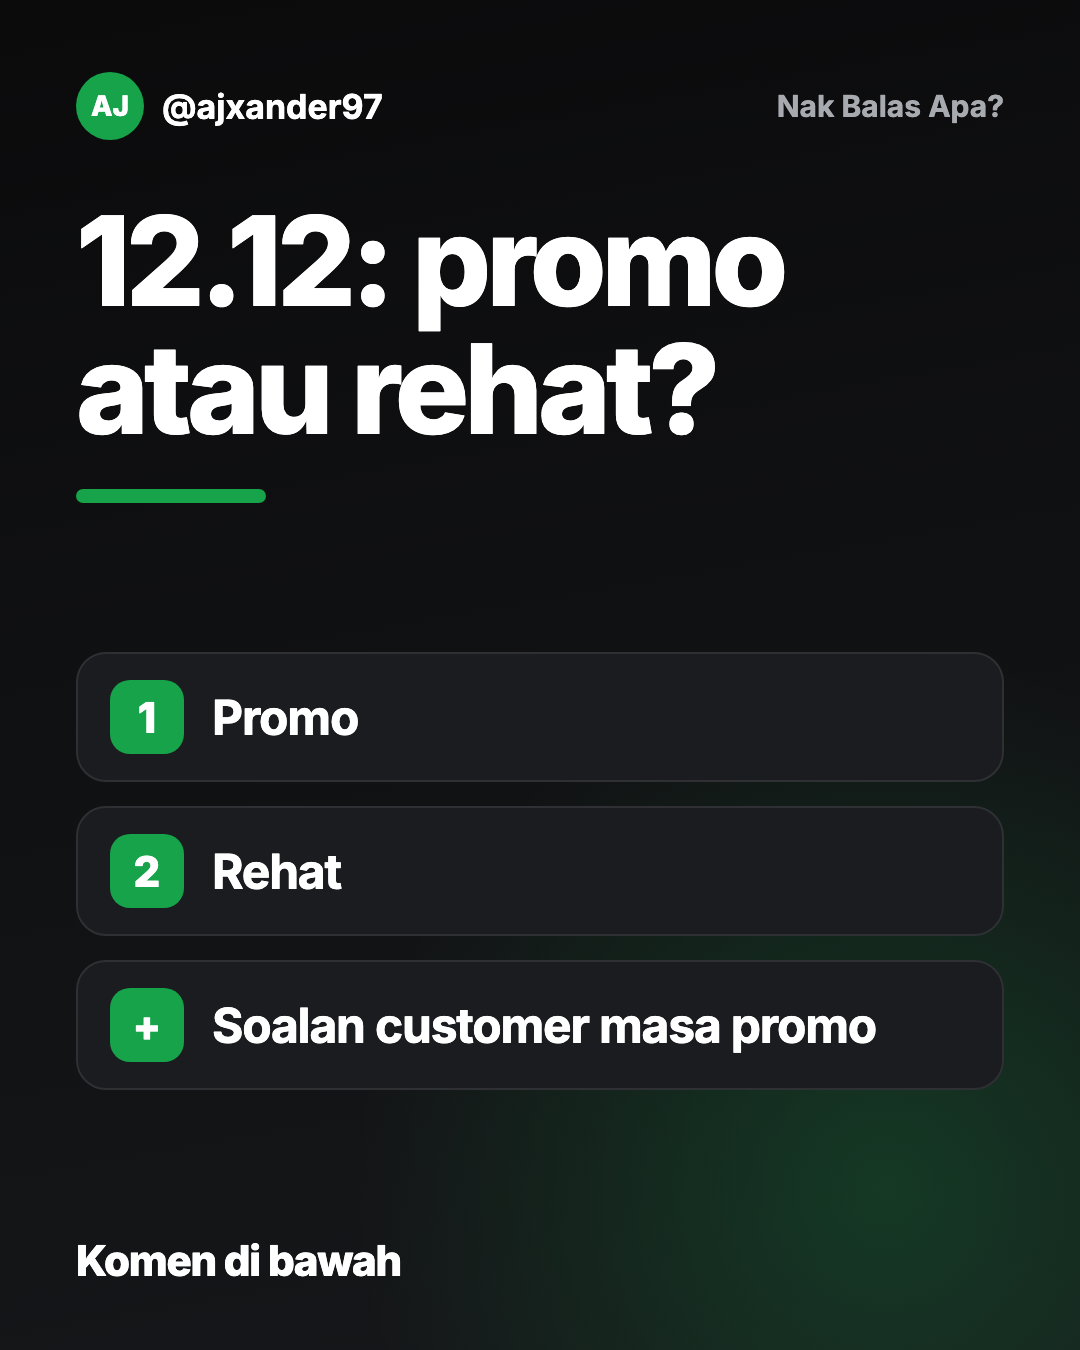 AJ @ajxander97
Nak Balas Apa?
12.12: promo
atau rehat?
1 Promo
2 Rehat
+ Soalan customer masa promo
Komen di bawah